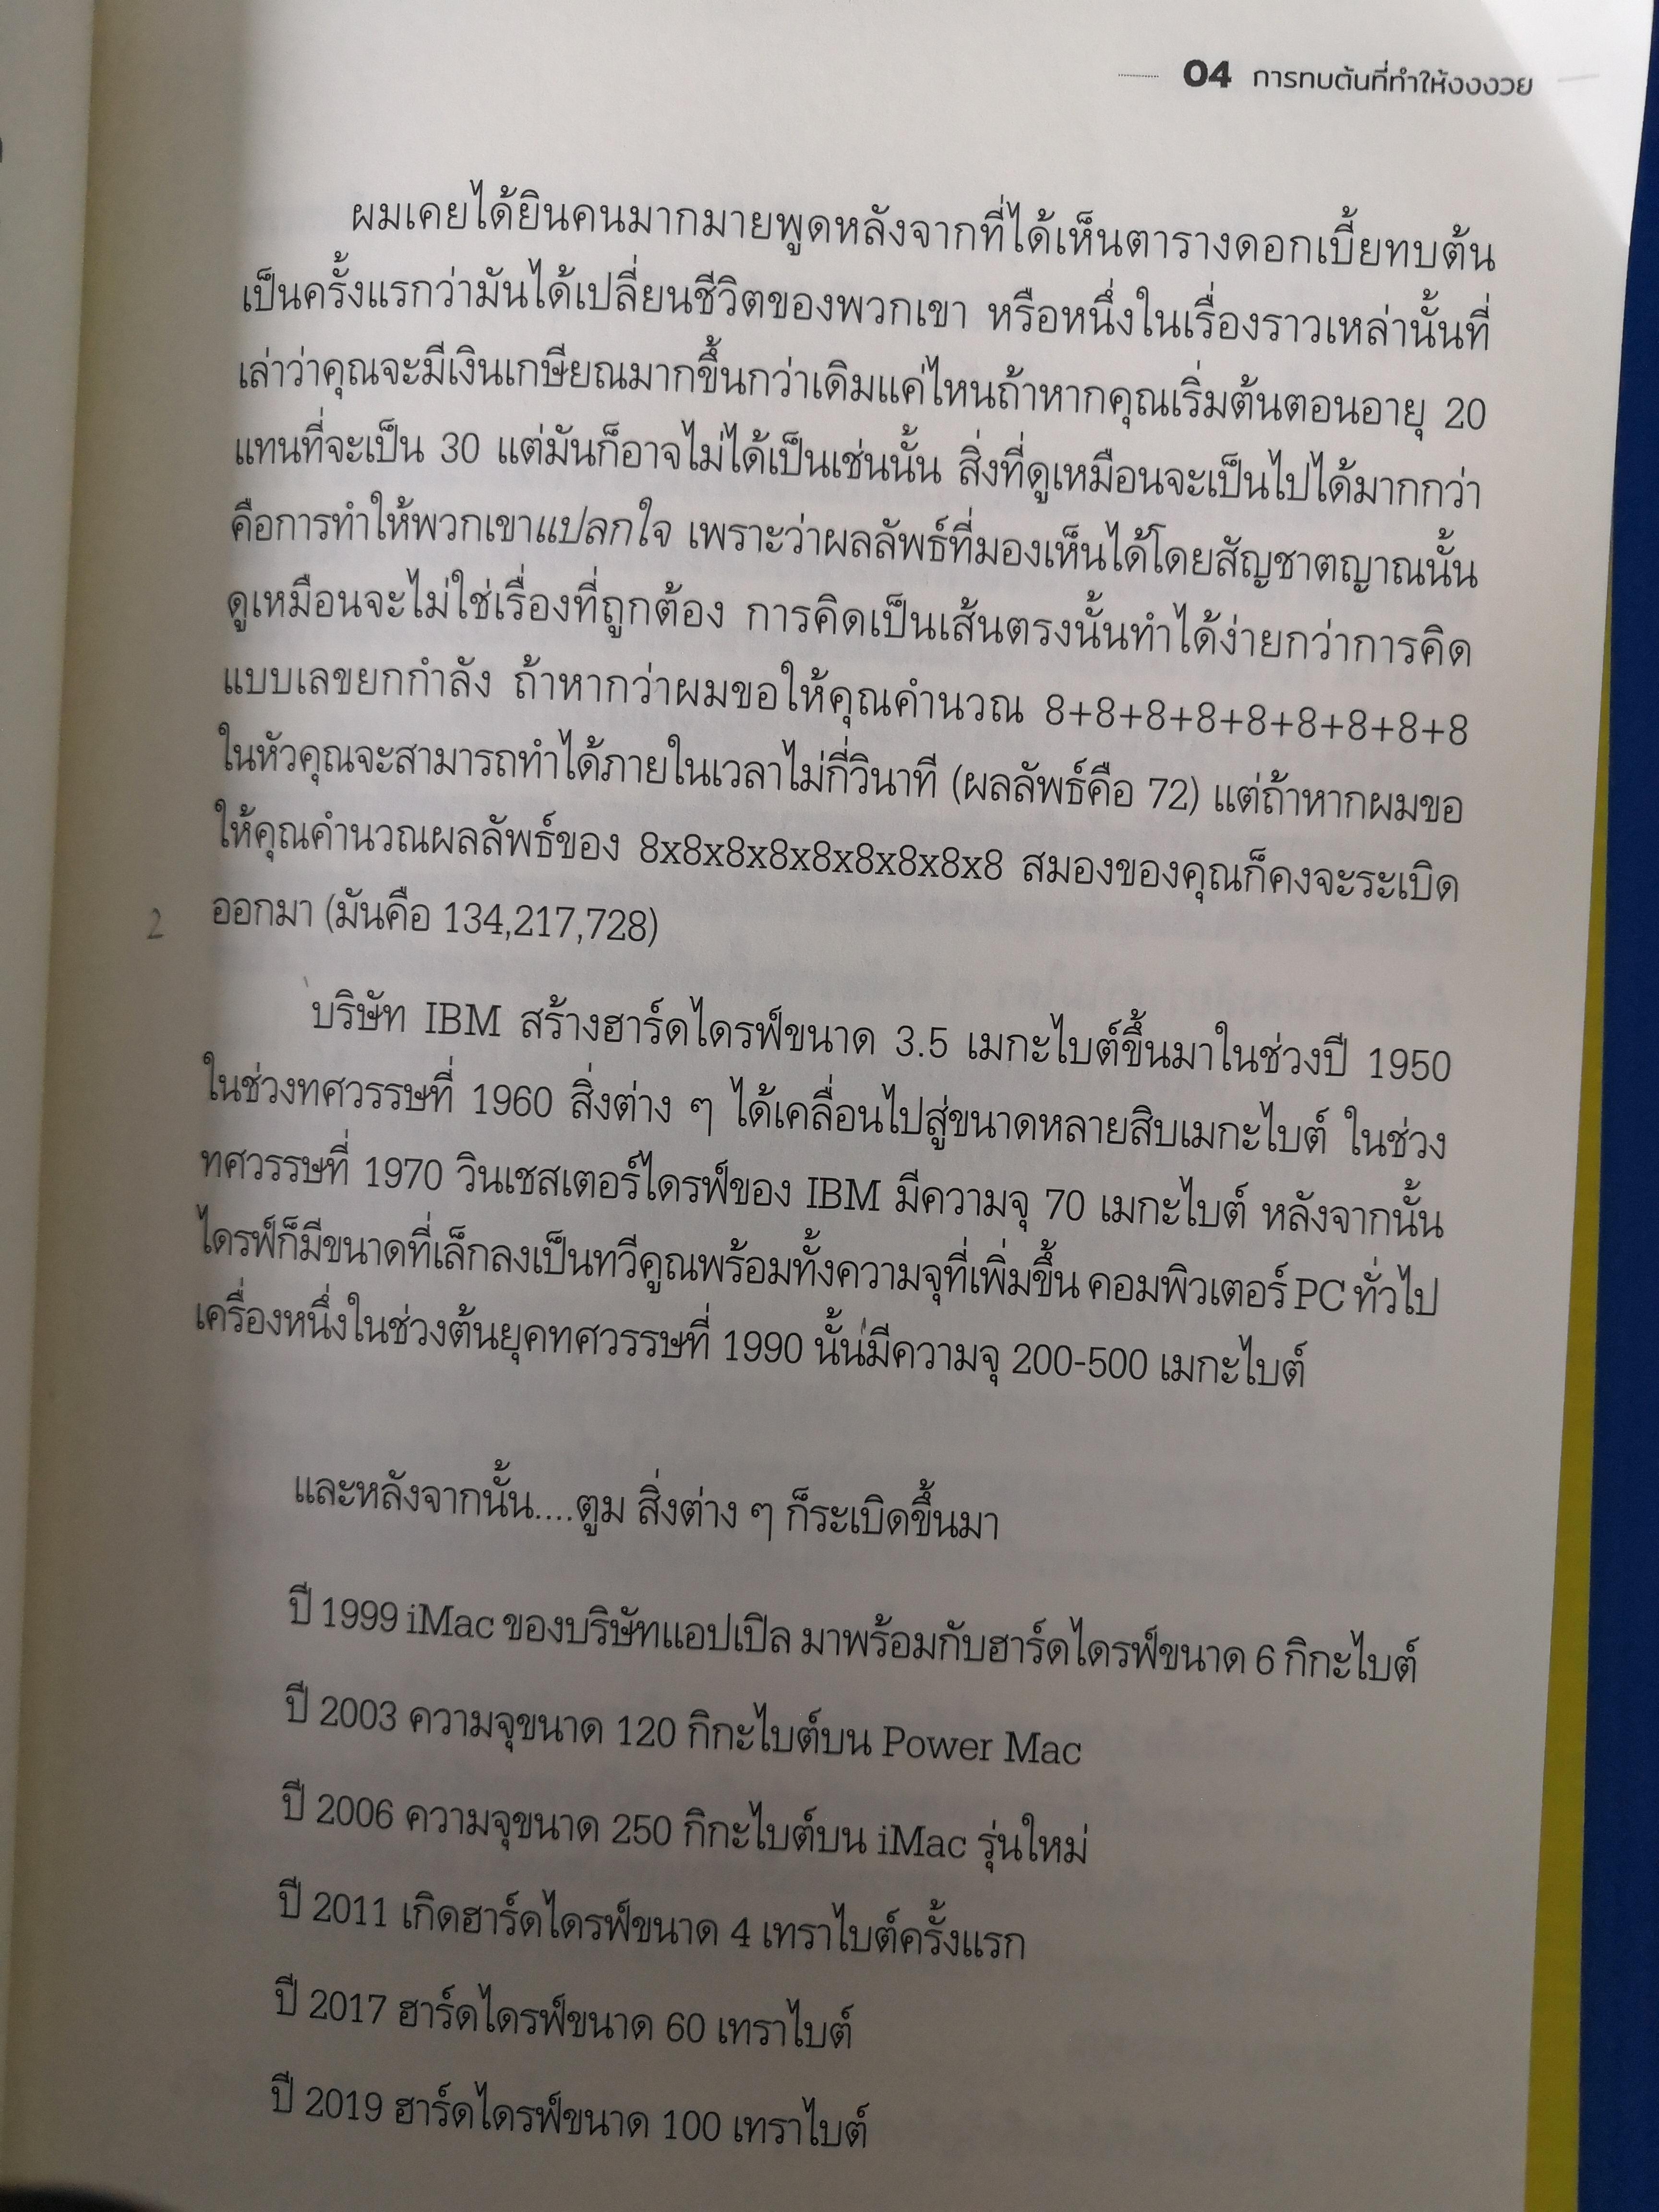 04 การทบต้นที่ทำให้งงงวย
ผมเคยได้ยินคนมากมายพูดหลังจากที่ได้เห็นตารางดอกเบี้ยทบต้น
เป็นครั้งแรกว่ามันได้เปลี่ยนชีวิตของพวกเขา หรือหนึ่งในเรื่องราวเหล่านั้นที่
เล่าว่าคุณจะมีเงินเกษียณมากขึ้นกว่าเดิมแค่ไหนถ้าหากคุณเริ่มต้นตอนอายุ 20
แทนที่จะเป็น 30 แต่มันก็อาจไม่ได้เป็นเช่นนั้น สิ่งที่ดูเหมือนจะเป็นไปได้มากกว่า
คือการทำให้พวกเขาแปลกใจ เพราะว่าผลลัพธ์ที่มองเห็นได้โดยสัญชาตญาณนั้น
ดูเหมือนจะไม่ใช่เรื่องที่ถูกต้อง การคิดเป็นเส้นตรงนั้นทำได้ง่ายกว่าการคิด
แบบเลขยกกำลัง ถ้าหากว่าผมขอให้คุณคำนวณ 8+8+8+8+8+8+8+8+8
ในหัวคุณจะสามารถทำได้ภายในเวลาไม่กี่วินาที (ผลลัพธ์คือ 72) แต่ถ้าหากผมขอ
ให้คุณคำนวณผลลัพธ์ของ 8x8x8x8x8x8x8x8x8 สมองของคุณก็คงจะระเบิด
ออกมา (มันคือ 134,217,728)
2
บริษัท IBM สร้างฮาร์ดไดรฟ์ขนาด 3.5 เมกะไบต์ขึ้นมาในช่วงปี 1950
ในช่วงทศวรรษที่ 1960 สิ่งต่าง ๆ ได้เคลื่อนไปสู่ขนาดหลายสิบเมกะไบต์ ในช่วง
ทศวรรษที่ 1970 วินเชสเตอร์ไดรฟ์ของ IBM มีความจุ 70 เมกะไบต์ หลังจากนั้น
ไดรฟ์ก็มีขนาดที่เล็กลงเป็นทวีคูณพร้อมทั้งความจุที่เพิ่มขึ้น คอมพิวเตอร์ PC ทั่วไป
เครื่องหนึ่งในช่วงต้นยุคทศวรรษที่ 1990 นั้นมีความจุ 200-500 เมกะไบต์
และหลังจากนั้น....ตูม สิ่งต่าง ๆ ก็ระเบิดขึ้นมา
ปี 1999 iMac ของบริษัทแอปเปิล มาพร้อมกับฮาร์ดไดรฟ์ขนาด 6 กิกะไบต์
ปี 2003 ความจุขนาด 120 กิกะไบต์บน Power Mac
ปี 2006 ความจุขนาด 250 กิกะไบต์บน iMac รุ่นใหม่
ปี 2011 เกิดฮาร์ดไดรฟ์ขนาด 4 เทราไบต์ครั้งแรก
ปี 2017 ฮาร์ดไดรฟ์ขนาด 60 เทราไบต์
ปี 2019 ฮาร์ดไดรฟ์ขนาด 100 เทราไบต์